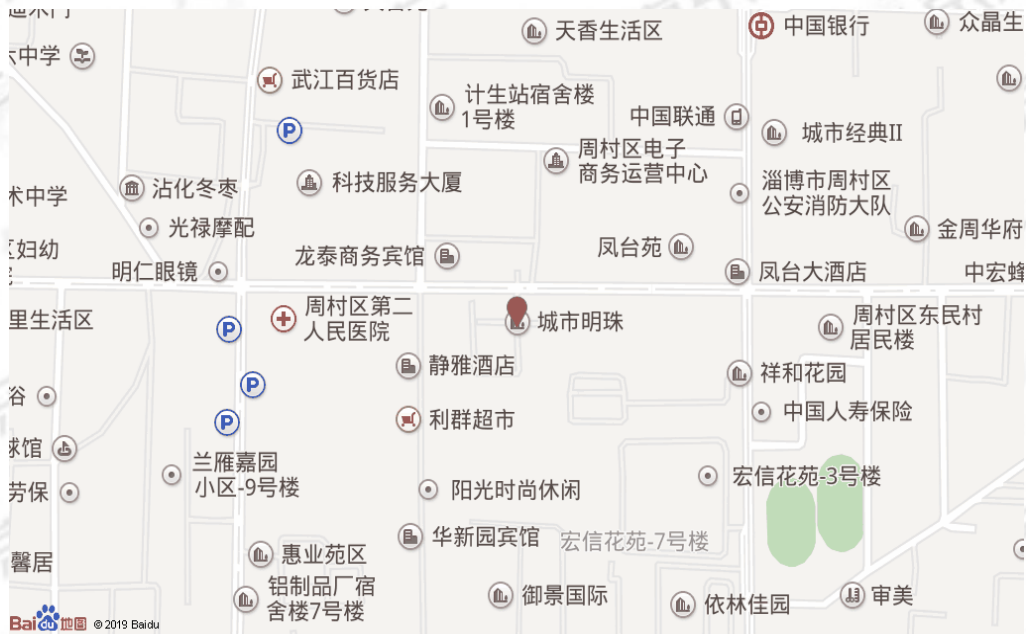 天香生活区
中国银行
众晶生
六中学
武江百货店
计生站宿舍楼
1号楼
中国联通
城市经典II
周村区电子
商务运营中心
沾化冬枣
科技服务大厦
淄博市周村区
公安消防大队
术中学
光禄摩配
金周华府
区妇幼
龙泰商务宾馆
凤台苑
明仁眼镜
凤台大酒店
中宏蜂
里生活区
周村区第二
人民医院
城市明珠
周村区东民村
居民楼
静雅酒店
祥和花园
俗
利群超市
中国人寿保险
球馆
兰雁嘉园
小区-9号楼
宏信花苑-3号楼
劳保
阳光时尚休闲
华新园宾馆
宏信花苑-7号楼
馨居
惠业苑区
铝制品厂宿
舍楼7号楼
御景国际
依林佳园
审美
P
P
P
P
Bai du 地图 © 2019 Baidu